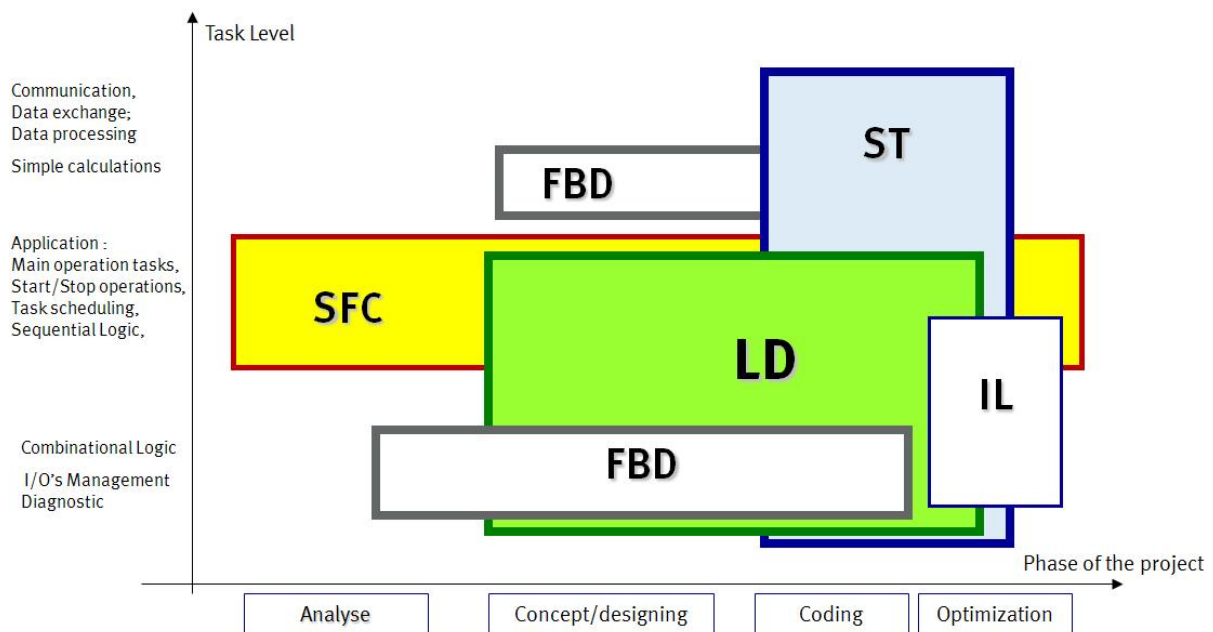 Task Level
Communication,
Data exchange;
Data processing
Simple calculations
Application :
Main operation tasks,
Start/Stop operations,
Task scheduling,
Sequential Logic,
Combinational Logic
I/O's Management
Diagnostic
ST
FBD
SFC
LD
IL
FBD
Phase of the project
Analyse
Concept/designing
Coding
Optimization